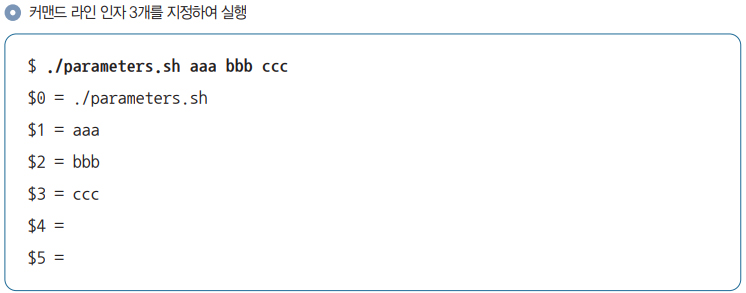 커맨드 라인 인자 3개를 지정하여 실행
$ ./parameters.sh aaa bbb ccc
$0 = ./parameters.sh
$1 = aaa
$2 = bbb
$3 = ccc
$4 =
$5 =